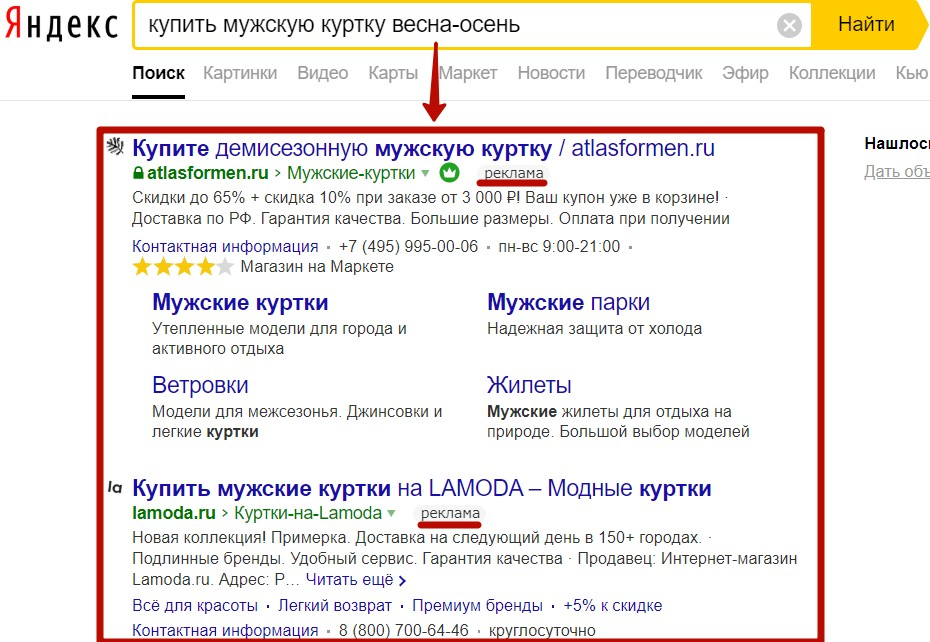 Яндекс
купить мужскую куртку весна-осень
Найти
Поиск Картинки Видео Карты Маркет Новости Переводчик Эфир Коллекции Кью
Купите демисезонную мужскую куртку / atlasformen.ru
atlasformen.ru › Мужские-куртки реклама
Скидки до 65% + скидка 10% при заказе от 3 000 ₽! Ваш купон уже в корзине! ·
Доставка по РФ. Гарантия качества. Большие размеры. Оплата при получении
Контактная информация · +7 (495) 995-00-06 · пн-вс 9:00-21:00 ·
Магазин на Маркете
Мужские куртки
Утепленные модели для города и
активного отдыха
Мужские парки
Надежная защита от холода
Ветровки
Модели для межсезонья. Джинсовки и
легкие куртки
Жилеты
Мужские жилеты для отдыха на
природе. Большой выбор моделей
la
Купить мужские куртки на LAMODA – Модные куртки
lamoda.ru › Куртки-на-Lamoda реклама
Новая коллекция! Примерка. Доставка на следующий день в 150+ городах. ·
Подлинные бренды. Удобный сервис. Гарантия качества · Продавец: Интернет-магазин
Lamoda.ru. Адрес: Р… Читать ещё ›
Всё для красоты · Легкий возврат · Премиум бренды · +5% к скидке
Контактная информация · 8 (800) 700-64-46 · круглосуточно
Нашлос
Дать объ